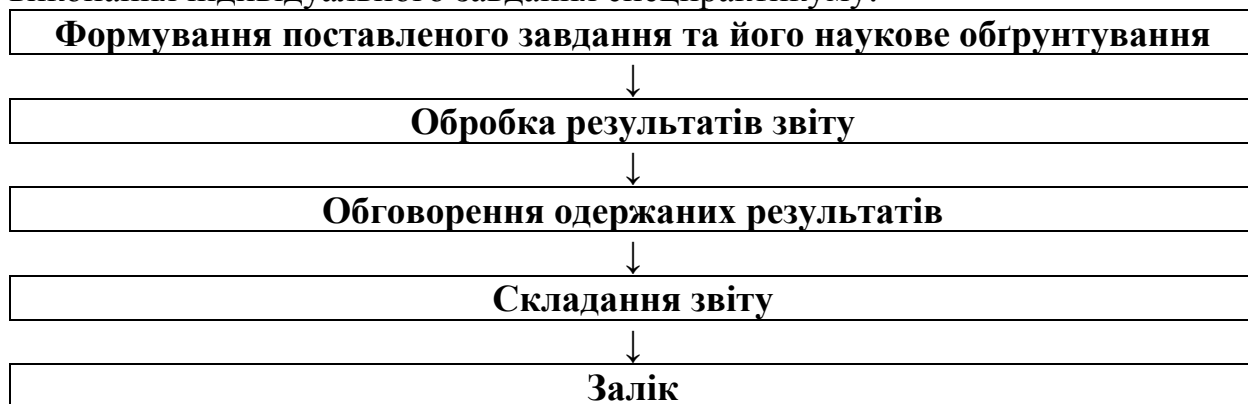 Формування поставленого завдання та його наукове обґрунтування
↓
Обробка результатів звіту
↓
Обговорення одержаних результатів
↓
Складання звіту
↓
Залік